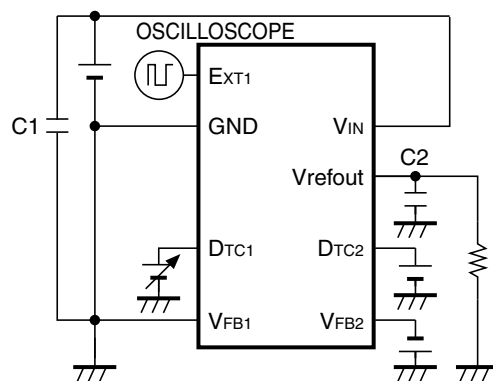 OSCILLOSCOPE
EXT1
C1
GND
VIN
Vrefout
C2
DTC1
DTC2
VFB1
VFB2